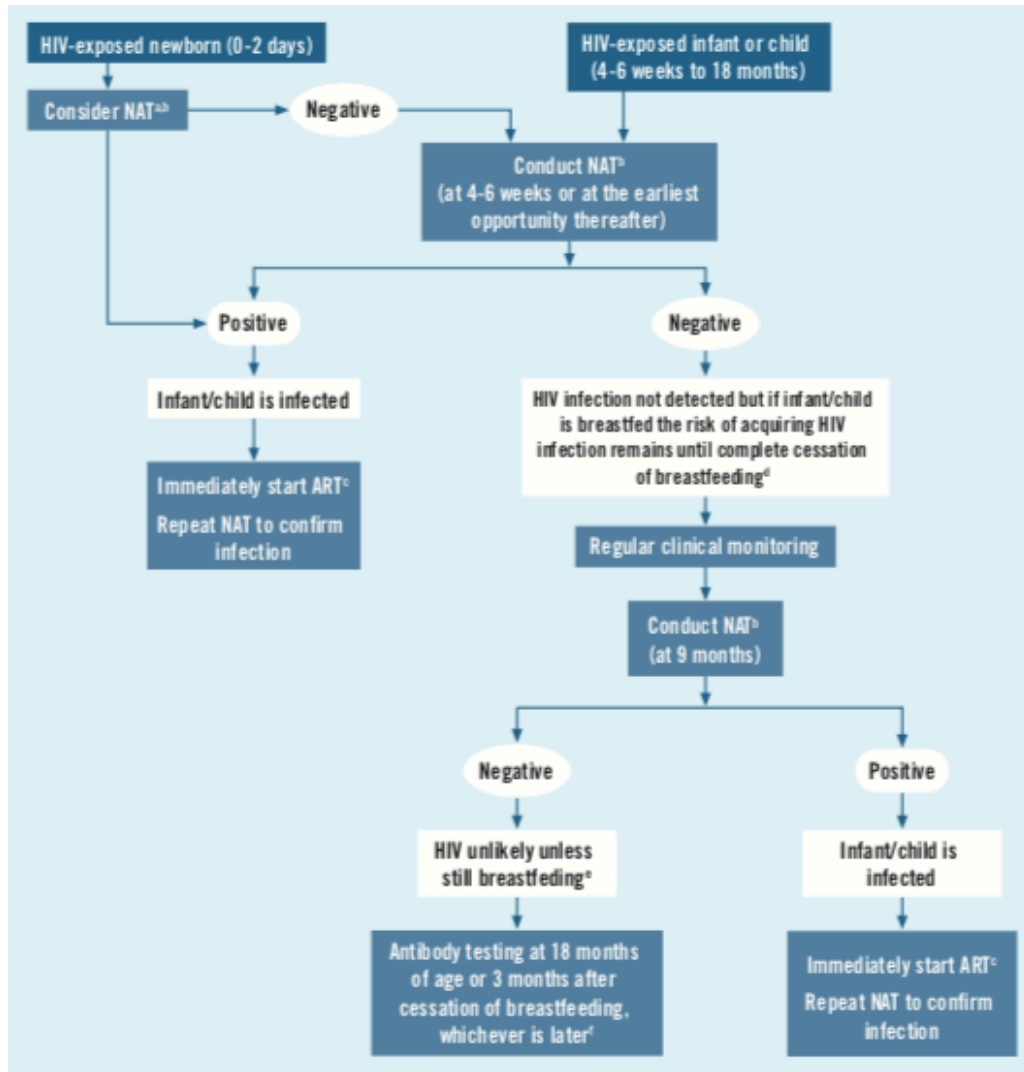 HIV-exposed newborn (0-2 days)
HIV-exposed infant or child
(4-6 weeks to 18 months)
Consider NATᵃ,ᵇ
Negative
Conduct NATᵇ
(at 4-6 weeks or at the earliest
opportunity thereafter)
Positive
Negative
Infant/child is infected
HIV infection not detected but if infant/child
is breastfed the risk of acquiring HIV
infection remains until complete cessation
of breastfeedingᵈ
Immediately start ARTᶜ
Repeat NAT to confirm
infection
Regular clinical monitoring
Conduct NATᵇ
(at 9 months)
Negative
Positive
HIV unlikely unless
still breastfedingᵉ
Infant/child is
infected
Antibody testing at 18 months
of age or 3 months after
cessation of breastfeeding,
whichever is laterᶠ
Immediately start ARTᶜ
Repeat NAT to confirm
infection